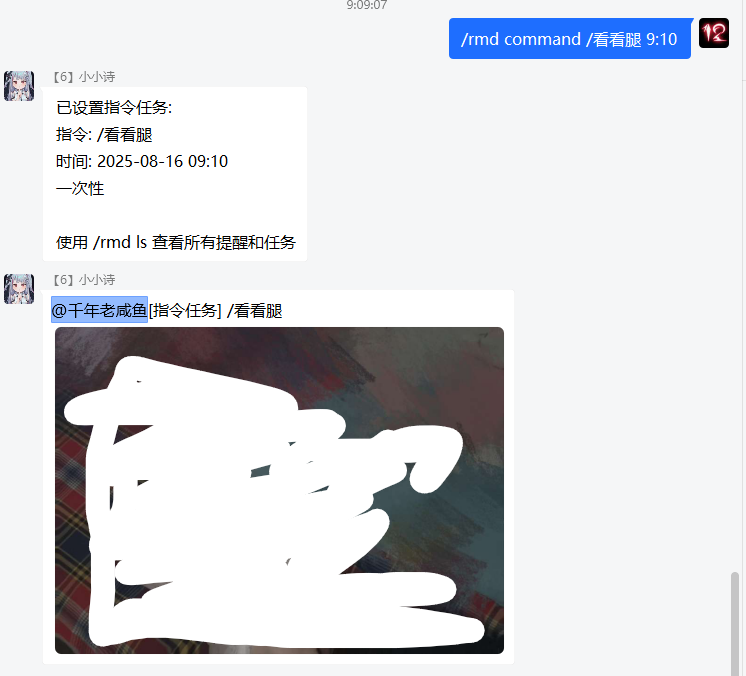 9:09:07
/rmd command /看看腿 9:10
12
【6】小小诗
已设置指令任务:
指令: /看看腿
时间: 2025-08-16 09:10
一次性
使用 /rmd ls 查看所有提醒和任务
【6】小小诗
@千年老咸鱼[指令任务] /看看腿